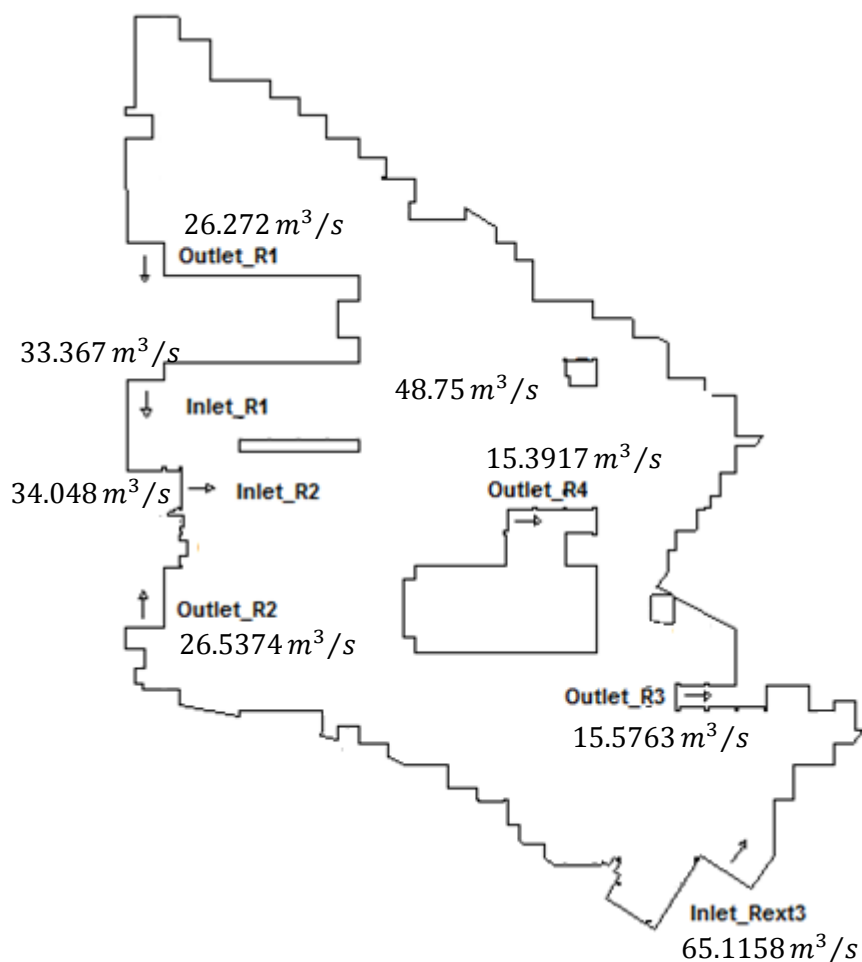 26.272 m³/s
Outlet_R1
33.367 m³/s
Inlet_R1
48.75 m³/s
15.3917 m³/s
34.048 m³/s
Inlet_R2
Outlet_R4
Outlet_R2
26.5374 m³/s
Outlet_R3
15.5763 m³/s
Inlet_Rext3
65.1158 m³/s